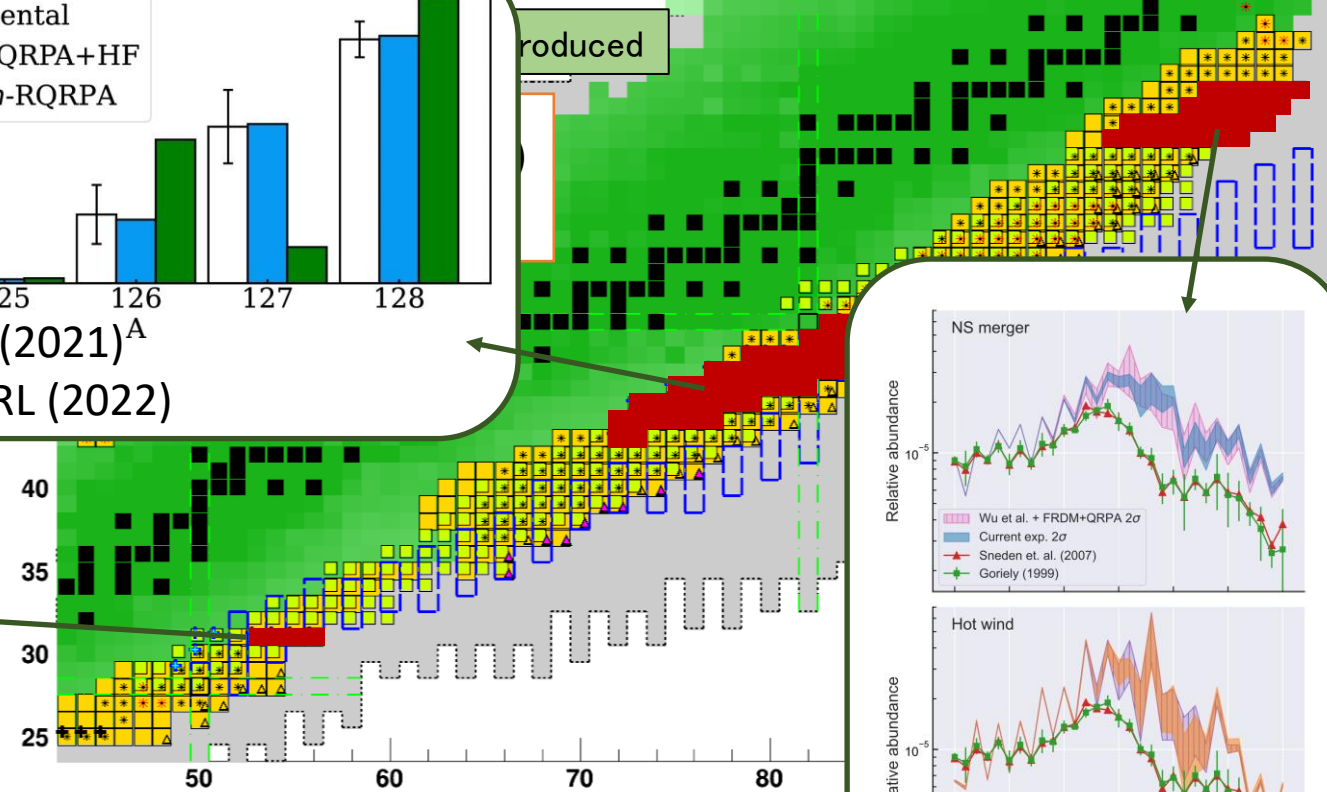 ental
QRPA+HF
-RQRPA
roduced
25 126 127 128
A
(2021)
RL (2022)
40
35
30
25
50 60 70 80
NS merger
Relative abundance
10⁻⁵
Wu et al. + FRDM+QRPA 2σ
Current exp. 2σ
Sneden et. al. (2007)
Goriely (1999)
Hot wind
ative abundance
10⁻⁵